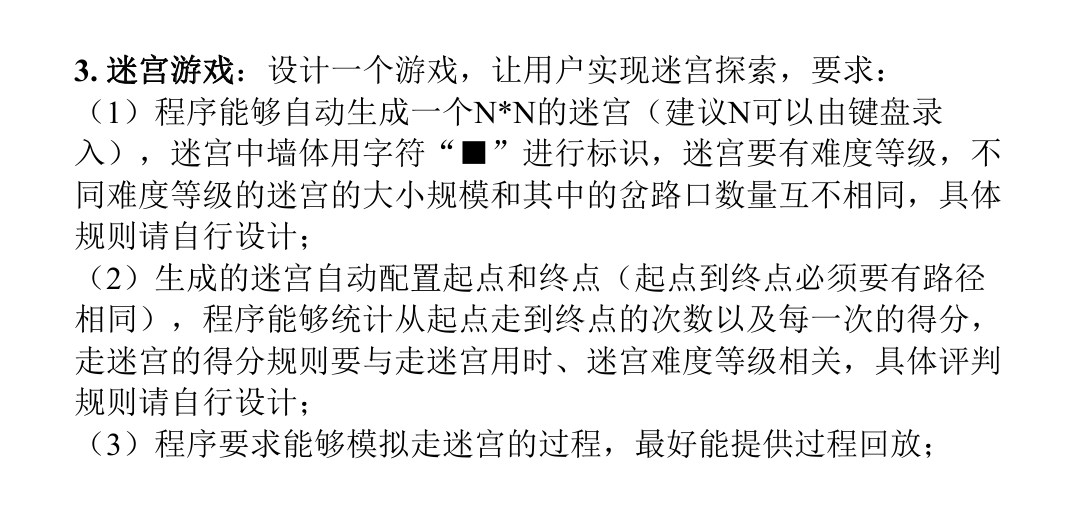 3. 迷宫游戏：设计一个游戏，让用户实现迷宫探索，要求：
（1）程序能够自动生成一个N*N的迷宫（建议N可以由键盘录
入），迷宫中墙体用字符“■”进行标识，迷宫要有难度等级，不
同难度等级的迷宫的大小规模和其中的岔路口数量互不相同，具体
规则请自行设计；
（2）生成的迷宫自动配置起点和终点（起点到终点必须要有路径
相同），程序能够统计从起点走到终点的次数以及每一次的得分，
走迷宫的得分规则要与走迷宫用时、迷宫难度等级相关，具体评判
规则请自行设计；
（3）程序要求能够模拟走迷宫的过程，最好能提供过程回放；